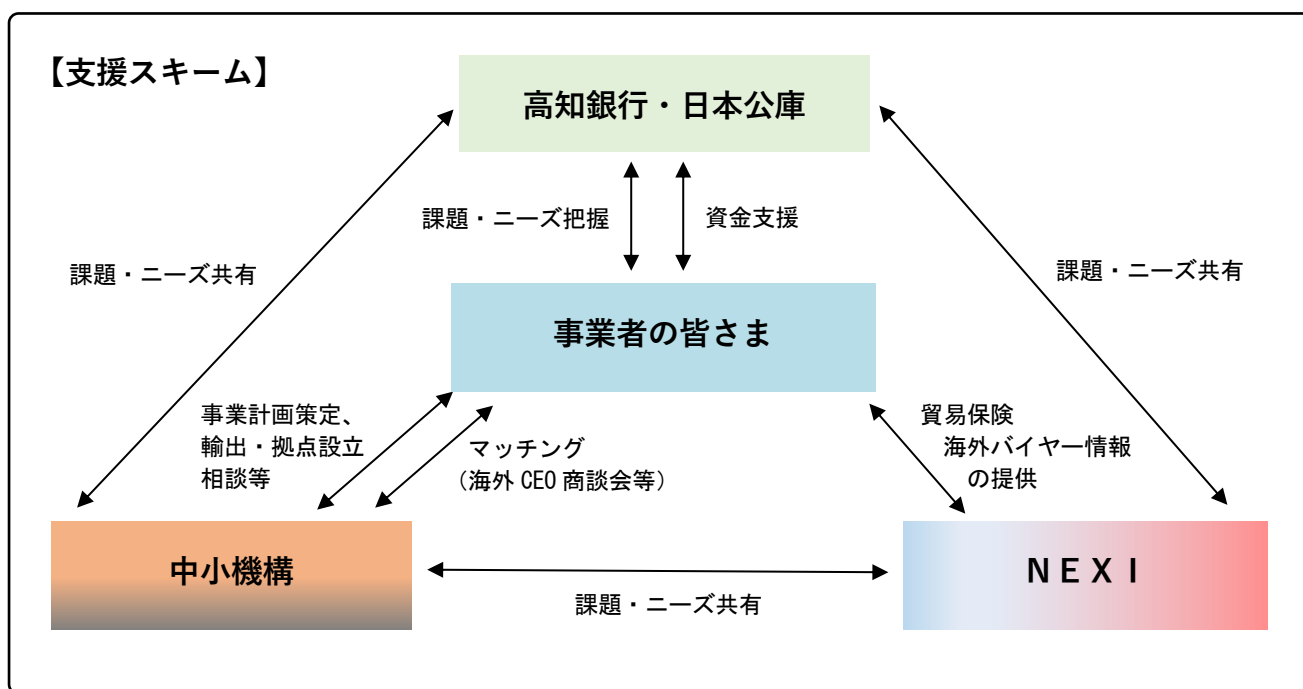 【支援スキーム】
高知銀行・日本公庫
課題・ニーズ把握
資金支援
課題・ニーズ共有
課題・ニーズ共有
事業者の皆さま
事業計画策定、
輸出・拠点設立
相談等
マッチング
（海外 CEO 商談会等）
貿易保険
海外バイヤー情報
の提供
中小機構
ＮＥＸＩ
課題・ニーズ共有